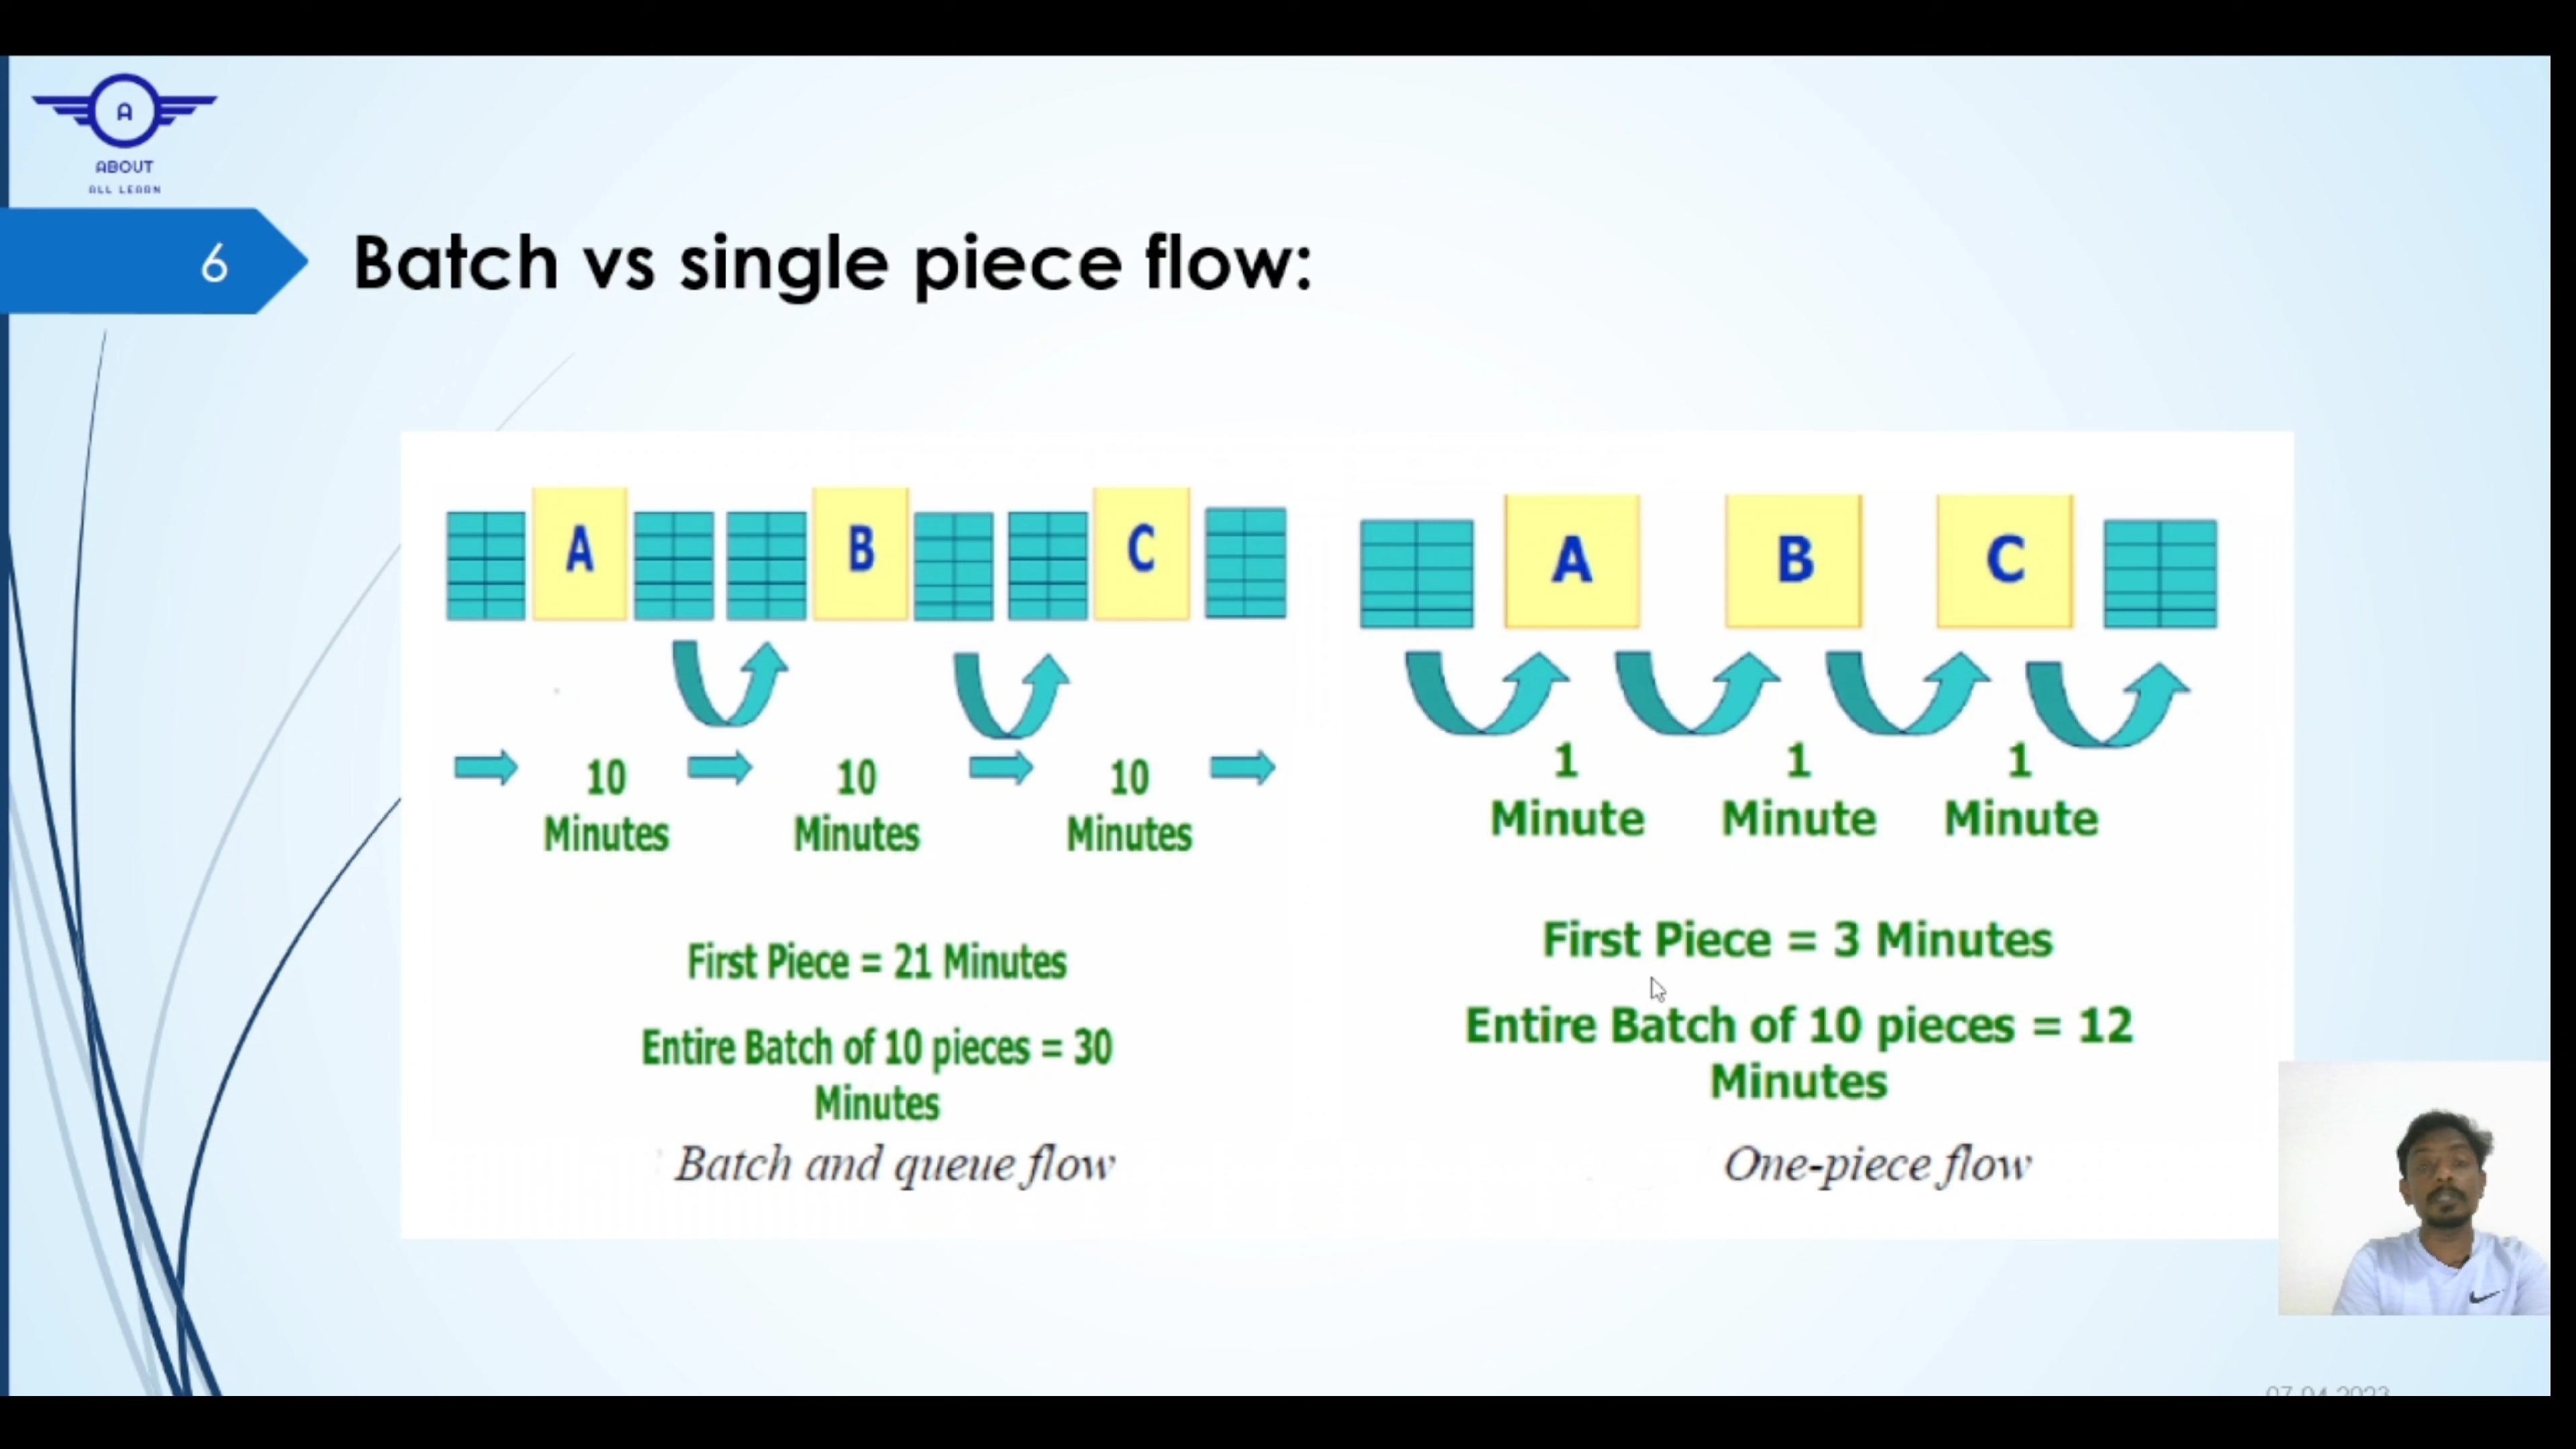 A
ABOUT
ALL LEARN
6
Batch vs single piece flow:
A B C
10 10 10
Minutes Minutes Minutes
First Piece = 21 Minutes
Entire Batch of 10 pieces = 30
Minutes
Batch and queue flow
A B C
1 1 1
Minute Minute Minute
First Piece = 3 Minutes
Entire Batch of 10 pieces = 12
Minutes
One-piece flow